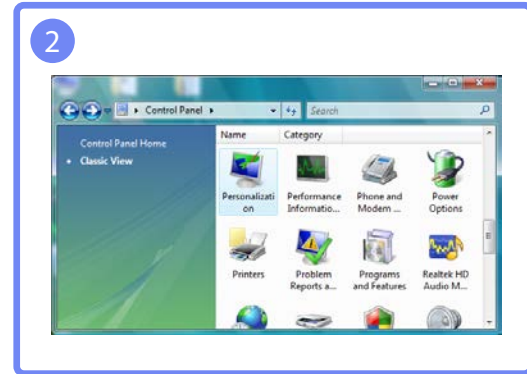 2
Control Panel
Search
Control Panel Home
Classic View
Name Category
Personalizati
on
Performance
Informatio...
Phone and
Modem ...
Power
Options
Printers
Problem
Reports a...
Programs
and Features
Realtek HD
Audio M...